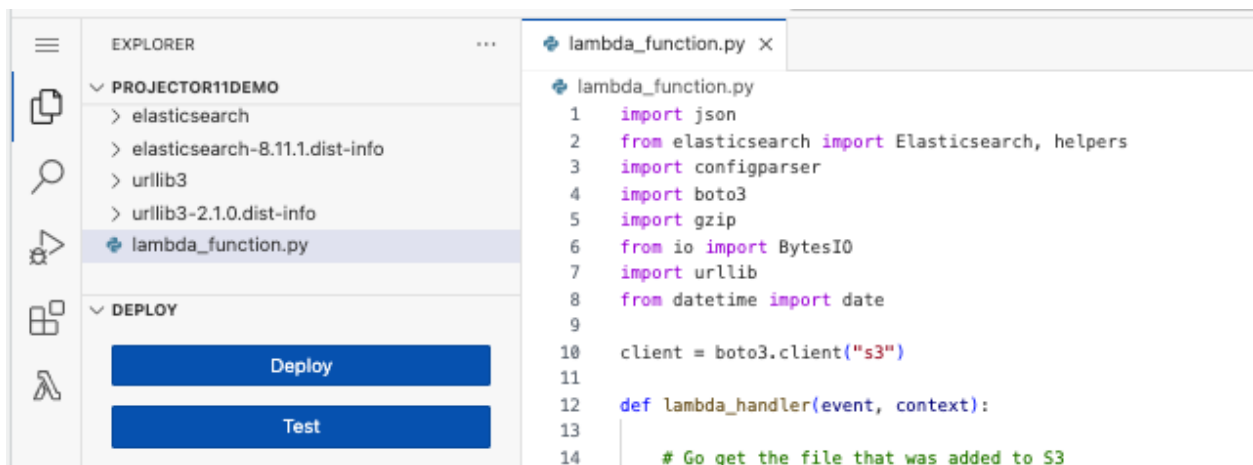 EXPLORER
PROJECTOR11DEMO
elasticsearch
elasticsearch-8.11.1.dist-info
urllib3
urllib3-2.1.0.dist-info
lambda_function.py
DEPLOY
Deploy
Test
lambda_function.py
lambda_function.py
1 import json
2 from elasticsearch import Elasticsearch, helpers
3 import configparser
4 import boto3
5 import gzip
6 from io import BytesIO
7 import urllib
8 from datetime import date
9
10 client = boto3.client("s3")
11
12 def lambda_handler(event, context):
13
14 # Go get the file that was added to S3